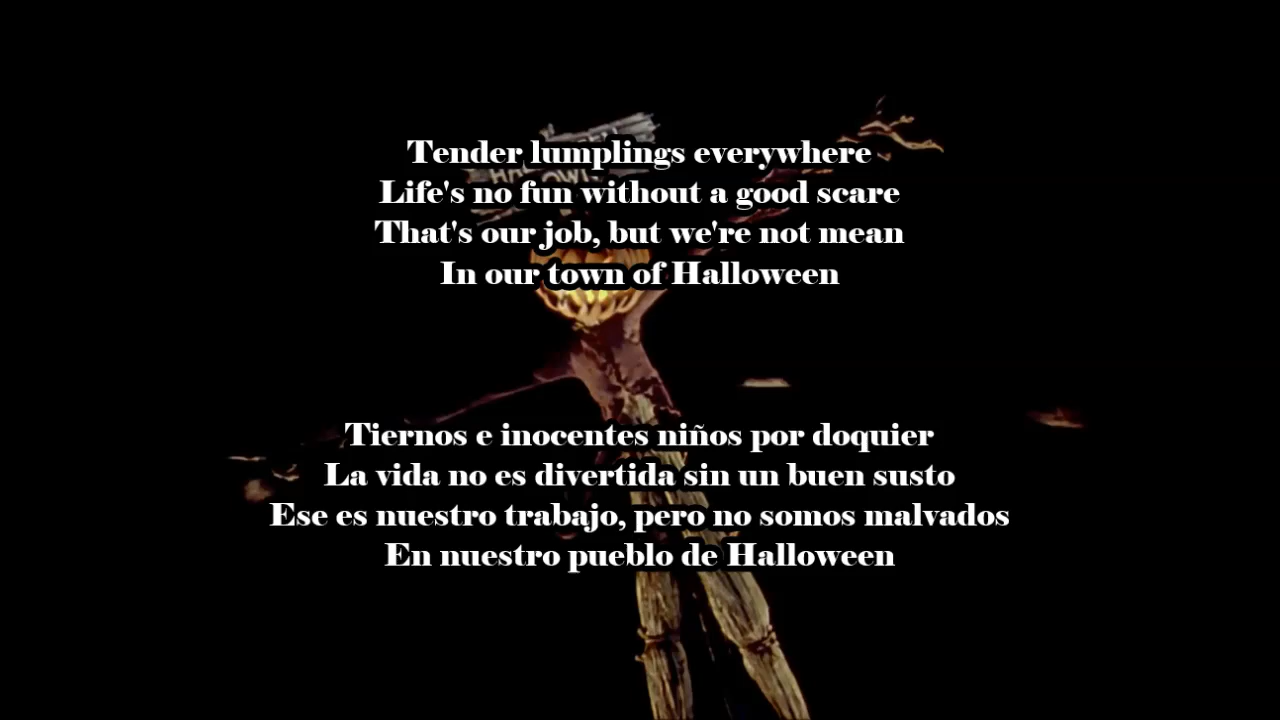 Tender lumplings everywhere
Life's no fun without a good scare
That's our job, but we're not mean
In our town of Halloween
Tiernos e inocentes niños por doquier
La vida no es divertida sin un buen susto
Ese es nuestro trabajo, pero no somos malvados
En nuestro pueblo de Halloween